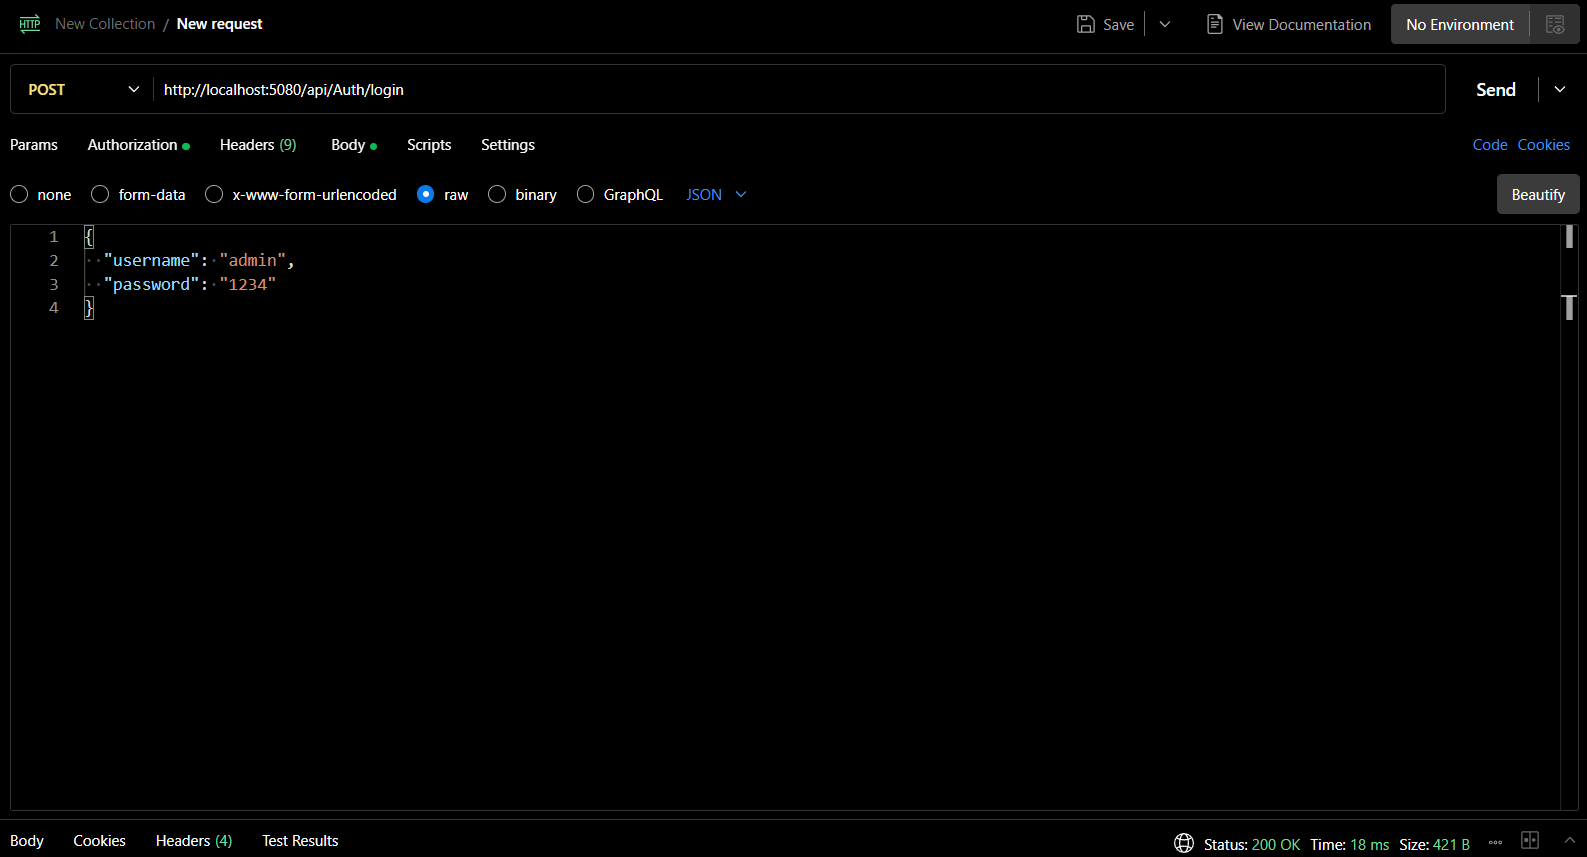 HTTP New Collection / New request Save View Documentation No Environment
POST http://localhost:5080/api/Auth/login Send
Params Authorization Headers (9) Body Scripts Settings Code Cookies
none form-data x-www-form-urlencoded raw binary GraphQL JSON Beautify
1 {
2 "username": "admin",
3 "password": "1234"
4 }
Body Cookies Headers (4) Test Results Status: 200 OK Time: 18 ms Size: 421 B